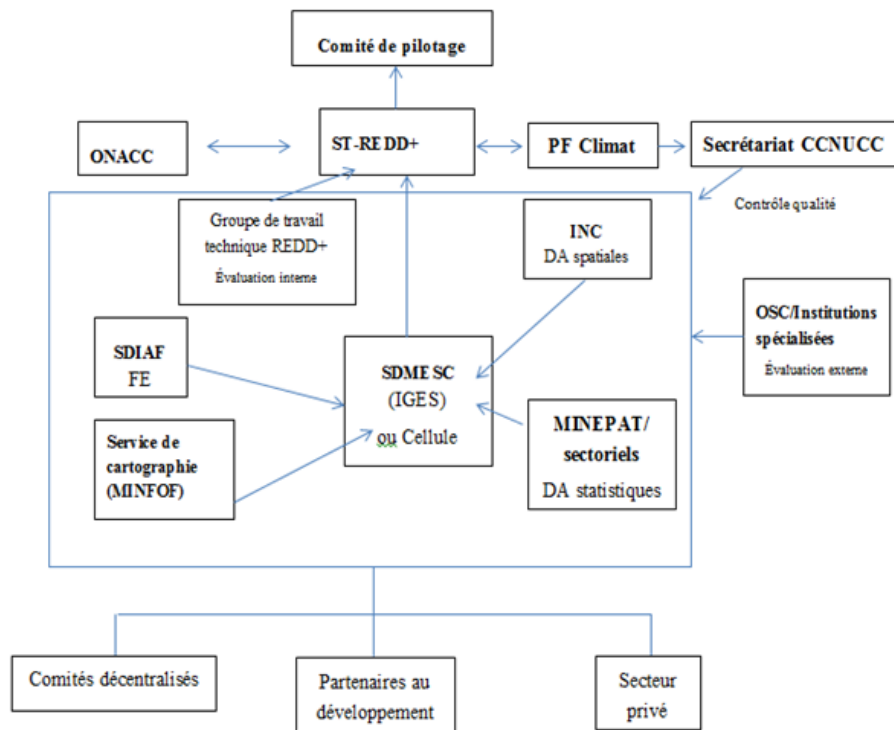 Comité de pilotage
ONACC
ST-REDD+
PF Climat
Secrétariat CCNUCC
Contrôle qualité
Groupe de travail
technique REDD+
Évaluation interne
INC
DA spatiales
OSC/Institutions
spécialisées
Évaluation externe
SDIAF
FE
SDMESC
(IGES)
ou Cellule
Service de
cartographie
(MINFOF)
MINEPAT/
sectoriels
DA statistiques
Comités décentralisés
Partenaires au
développement
Secteur
privé